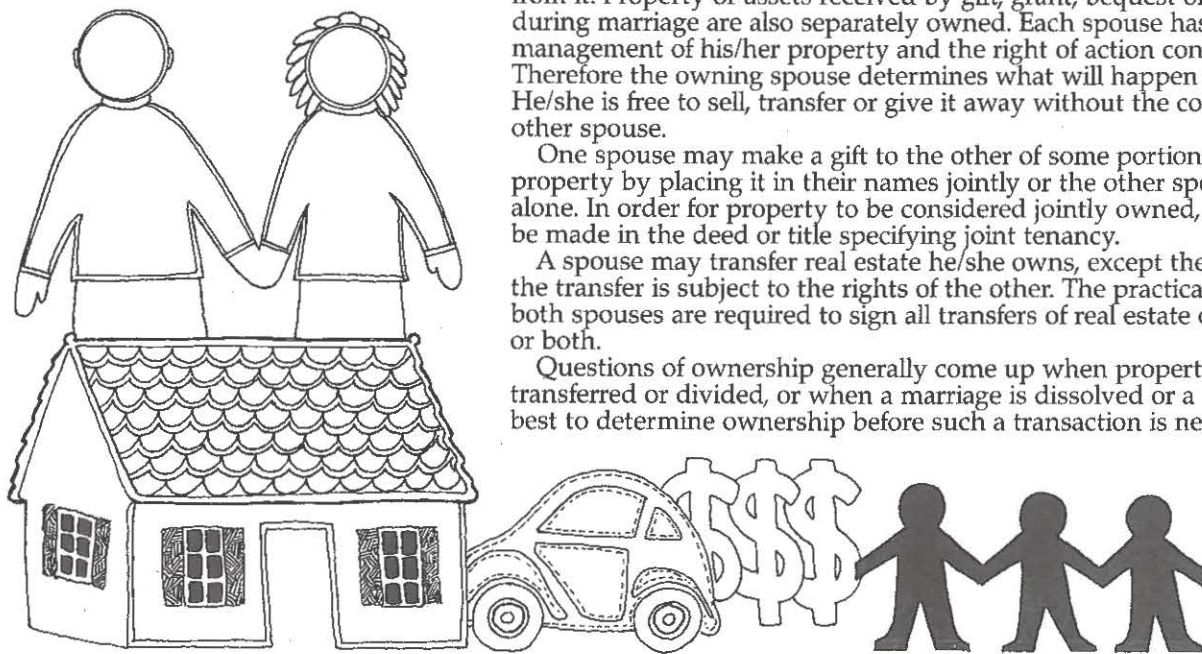 from it. Property or assets received by gift, grant, bequest or
during marriage are also separately owned. Each spouse has
management of his/her property and the right of action con
Therefore the owning spouse determines what will happen
He/she is free to sell, transfer or give it away without the co
other spouse.
One spouse may make a gift to the other of some portion
property by placing it in their names jointly or the other spo
alone. In order for property to be considered jointly owned,
be made in the deed or title specifying joint tenancy.
A spouse may transfer real estate he/she owns, except the
the transfer is subject to the rights of the other. The practica
both spouses are required to sign all transfers of real estate o
or both.
Questions of ownership generally come up when propert
transferred or divided, or when a marriage is dissolved or a
best to determine ownership before such a transaction is ne
$$$